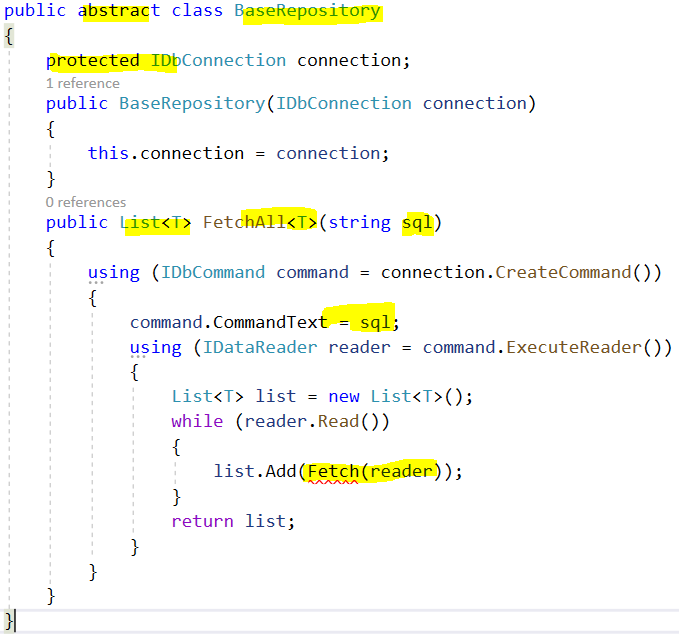 public abstract class BaseRepository
{
protected IDbConnection connection;
1 reference
public BaseRepository(IDbConnection connection)
{
this.connection = connection;
}
0 references
public List<T> FetchAll<T>(string sql)
{
using (IDbCommand command = connection.CreateCommand())
{
command.CommandText = sql;
using (IDataReader reader = command.ExecuteReader())
{
List<T> list = new List<T>();
while (reader.Read())
{
list.Add(Fetch(reader));
}
return list;
}
}
}
}